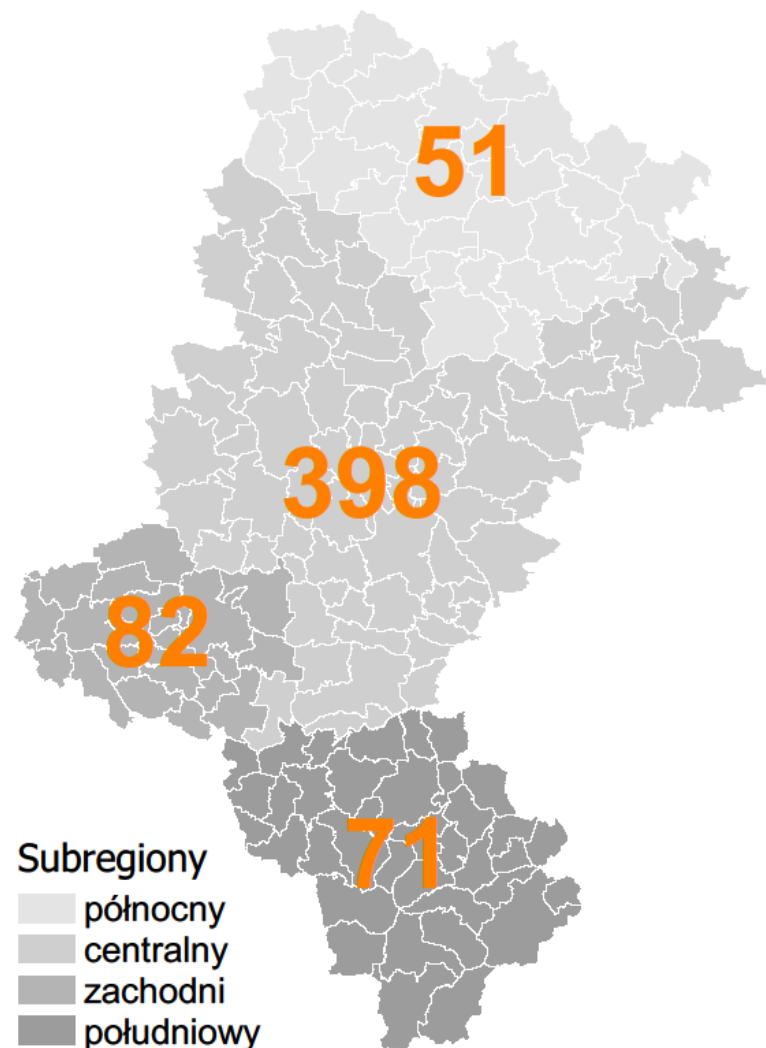 51
398
82
71
Subregiony
północny
centralny
zachodni
południowy